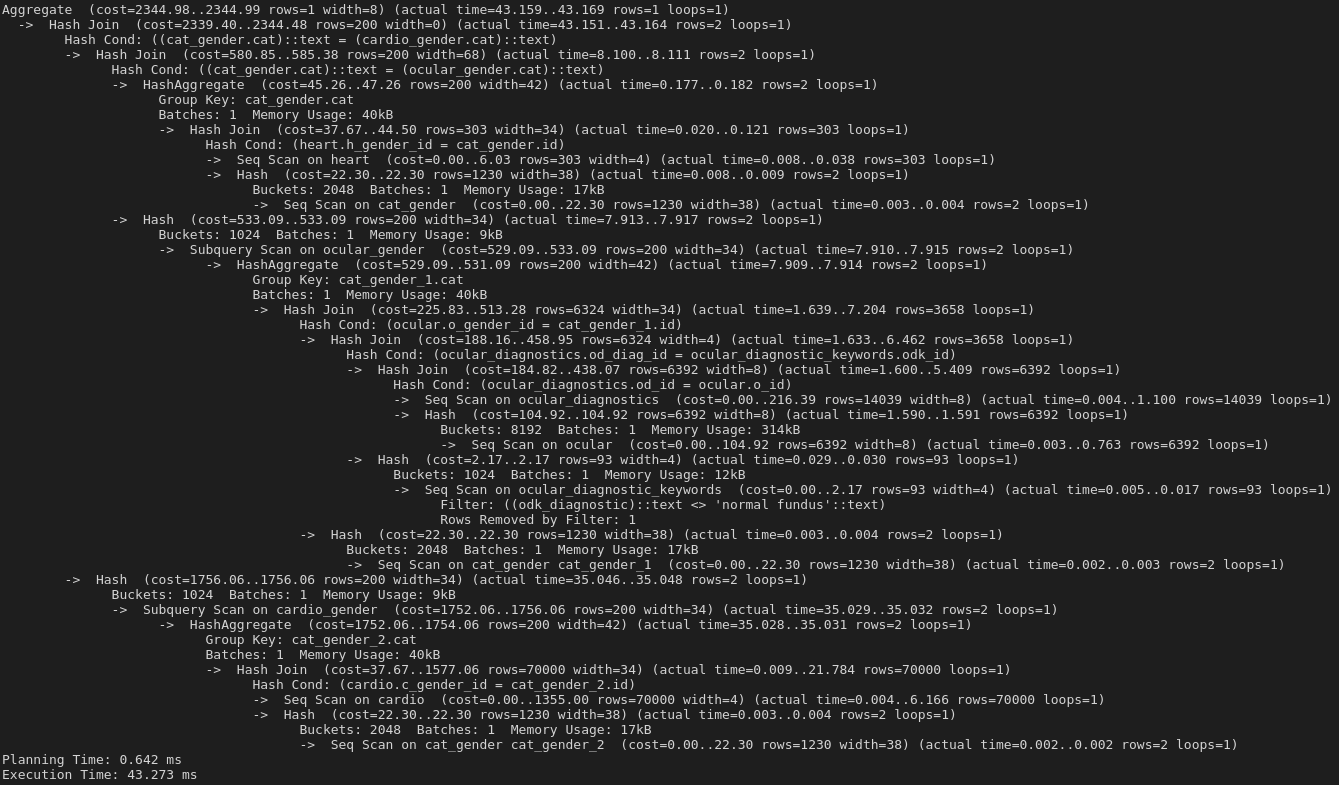 Aggregate  (cost=2344.98..2344.99 rows=1 width=8) (actual time=43.159..43.169 rows=1 loops=1)
  ->  Hash Join  (cost=2339.40..2344.48 rows=200 width=0) (actual time=43.151..43.164 rows=2 loops=1)
        Hash Cond: ((cat_gender.cat)::text = (cardio_gender.cat)::text)
        ->  Hash Join  (cost=580.85..585.38 rows=200 width=68) (actual time=8.100..8.111 rows=2 loops=1)
              Hash Cond: ((cat_gender.cat)::text = (ocular_gender.cat)::text)
              ->  HashAggregate  (cost=45.26..47.26 rows=200 width=42) (actual time=0.177..0.182 rows=2 loops=1)
                    Group Key: cat_gender.cat
                    Batches: 1  Memory Usage: 40kB
                    ->  Hash Join  (cost=37.67..44.50 rows=303 width=34) (actual time=0.020..0.121 rows=303 loops=1)
                          Hash Cond: (heart.h_gender_id = cat_gender.id)
                          ->  Seq Scan on heart  (cost=0.00..6.03 rows=303 width=4) (actual time=0.008..0.038 rows=303 loops=1)
                          ->  Hash  (cost=22.30..22.30 rows=1230 width=38) (actual time=0.008..0.009 rows=2 loops=1)
                                Buckets: 2048  Batches: 1  Memory Usage: 17kB
                                ->  Seq Scan on cat_gender  (cost=0.00..22.30 rows=1230 width=38) (actual time=0.003..0.004 rows=2 loops=1)
              ->  Hash  (cost=533.09..533.09 rows=200 width=34) (actual time=7.913..7.917 rows=2 loops=1)
                    Buckets: 1024  Batches: 1  Memory Usage: 9kB
                    ->  Subquery Scan on ocular_gender  (cost=529.09..533.09 rows=200 width=34) (actual time=7.910..7.915 rows=2 loops=1)
                          ->  HashAggregate  (cost=529.09..531.09 rows=200 width=42) (actual time=7.909..7.914 rows=2 loops=1)
                                Group Key: cat_gender_1.cat
                                Batches: 1  Memory Usage: 40kB
                                ->  Hash Join  (cost=225.83..513.28 rows=6324 width=34) (actual time=1.639..7.204 rows=3658 loops=1)
                                      Hash Cond: (ocular.o_gender_id = cat_gender_1.id)
                                      ->  Hash Join  (cost=188.16..458.95 rows=6324 width=4) (actual time=1.633..6.462 rows=3658 loops=1)
                                            Hash Cond: (ocular_diagnostics.od_diag_id = ocular_diagnostic_keywords.odk_id)
                                            ->  Hash Join  (cost=184.82..438.07 rows=6392 width=8) (actual time=1.600..5.409 rows=6392 loops=1)
                                                  Hash Cond: (ocular_diagnostics.od_id = ocular.o_id)
                                                  ->  Seq Scan on ocular_diagnostics  (cost=0.00..216.39 rows=14039 width=8) (actual time=0.004..1.100 rows=14039 loops=1)
                                                  ->  Hash  (cost=104.92..104.92 rows=6392 width=8) (actual time=1.590..1.591 rows=6392 loops=1)
                                                        Buckets: 8192  Batches: 1  Memory Usage: 314kB
                                                        ->  Seq Scan on ocular  (cost=0.00..104.92 rows=6392 width=8) (actual time=0.003..0.763 rows=6392 loops=1)
                                            ->  Hash  (cost=2.17..2.17 rows=93 width=4) (actual time=0.029..0.030 rows=93 loops=1)
                                                  Buckets: 1024  Batches: 1  Memory Usage: 12kB
                                                  ->  Seq Scan on ocular_diagnostic_keywords  (cost=0.00..2.17 rows=93 width=4) (actual time=0.005..0.017 rows=93 loops=1)
                                                        Filter: ((odk_diagnostic)::text <> 'normal fundus'::text)
                                                        Rows Removed by Filter: 1
                                      ->  Hash  (cost=22.30..22.30 rows=1230 width=38) (actual time=0.003..0.004 rows=2 loops=1)
                                            Buckets: 2048  Batches: 1  Memory Usage: 17kB
                                            ->  Seq Scan on cat_gender cat_gender_1  (cost=0.00..22.30 rows=1230 width=38) (actual time=0.002..0.003 rows=2 loops=1)
        ->  Hash  (cost=1756.06..1756.06 rows=200 width=34) (actual time=35.046..35.048 rows=2 loops=1)
              Buckets: 1024  Batches: 1  Memory Usage: 9kB
              ->  Subquery Scan on cardio_gender  (cost=1752.06..1756.06 rows=200 width=34) (actual time=35.029..35.032 rows=2 loops=1)
                    ->  HashAggregate  (cost=1752.06..1754.06 rows=200 width=42) (actual time=35.028..35.031 rows=2 loops=1)
                          Group Key: cat_gender_2.cat
                          Batches: 1  Memory Usage: 40kB
                          ->  Hash Join  (cost=37.67..1577.06 rows=70000 width=34) (actual time=0.009..21.784 rows=70000 loops=1)
                                Hash Cond: (cardio.c_gender_id = cat_gender_2.id)
                                ->  Seq Scan on cardio  (cost=0.00..1355.00 rows=70000 width=4) (actual time=0.004..6.166 rows=70000 loops=1)
                                ->  Hash  (cost=22.30..22.30 rows=1230 width=38) (actual time=0.003..0.004 rows=2 loops=1)
                                      Buckets: 2048  Batches: 1  Memory Usage: 17kB
                                      ->  Seq Scan on cat_gender cat_gender_2  (cost=0.00..22.30 rows=1230 width=38) (actual time=0.002..0.002 rows=2 loops=1)
Planning Time: 0.642 ms
Execution Time: 43.273 ms